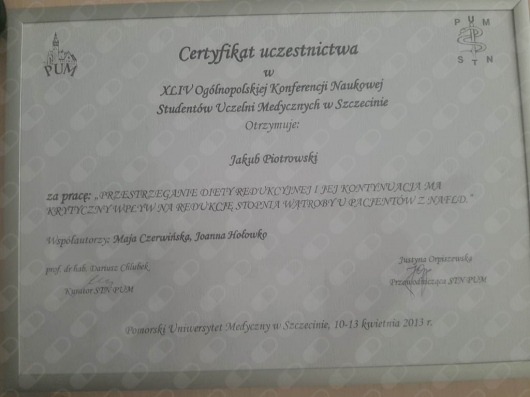 PUM
P U M
S T N
Certyfikat uczestnictwa
w
XLIV Ogólnopolskiej Konferencji Naukowej
Studentów Uczelni Medycznych w Szczecinie
Otrzymuje:
Jakub Piotrowski
za pracę: „PRZESTRZEGANIE DIETY REDUKCYJNEJ I JEJ KONTYNUACJA MA
KRYTYCZNY WPŁYW NA REDUKCJĘ STOPNIA WĄTROBY U PACJENTÓW Z NAFLD.”
Współautorzy: Maja Czerwińska, Joanna Hołowko
prof. dr hab. Dariusz Chlubek
Kurator STN PUM
Justyna Orpiszewska
Przewodnicząca STN PUM
Pomorski Uniwersytet Medyczny w Szczecinie, 10-13 kwietnia 2013 r.